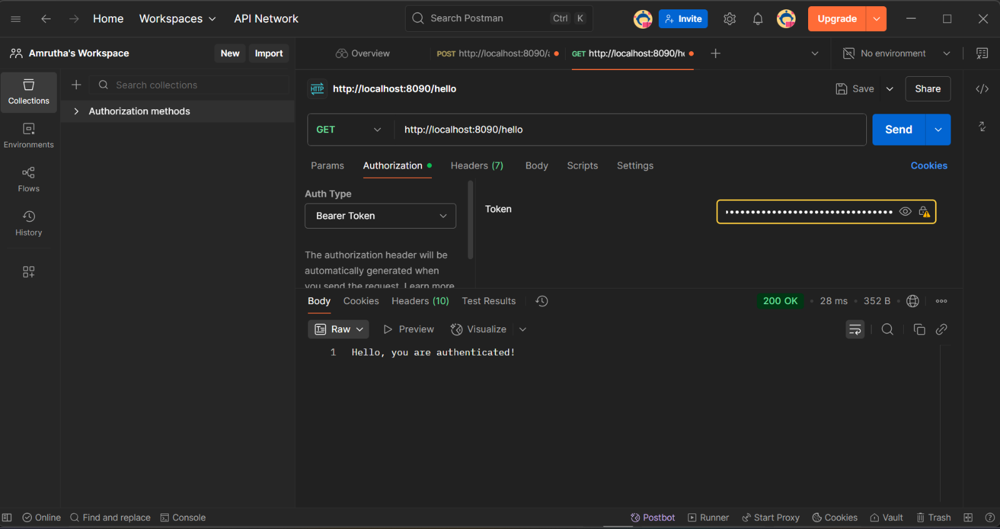 Home Workspaces API Network Search Postman Ctrl K Invite Upgrade
Amrutha's Workspace New Import Overview POST http://localhost:8090/a GET http://localhost:8090/he No environment
Collections
Environments
Flows
History
Search collections
Authorization methods
HTTP http://localhost:8090/hello Save Share
GET http://localhost:8090/hello Send
Params Authorization Headers (7) Body Scripts Settings Cookies
Auth Type
Bearer Token
Token
The authorization header will be
automatically generated when
you send the request. Learn more
Body Cookies Headers (10) Test Results 200 OK • 28 ms • 352 B •
Raw Preview Visualize
1 Hello, you are authenticated!
Online Find and replace Console Postbot Runner Start Proxy Cookies Vault Trash